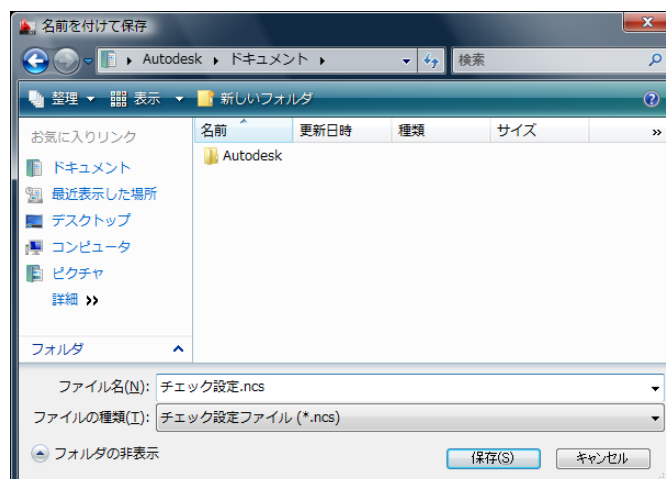 名前を付けて保存
Autodesk ▸ ドキュメント ▸ 検索
整理 ▼ 表示 ▼ 新しいフォルダ
お気に入りリンク
ドキュメント
最近表示した場所
デスクトップ
コンピュータ
ピクチャ
詳細 »
フォルダ
名前 更新日時 種類 サイズ »
Autodesk
ファイル名(N): チェック設定.ncs
ファイルの種類(T): チェック設定ファイル (*.ncs)
フォルダの非表示
保存(S) キャンセル